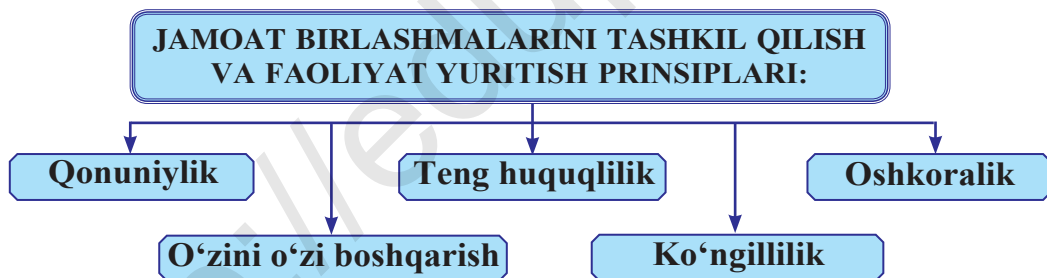 JAMOAT BIRLASHMALARINI TASHKIL QILISH
VA FAOLIYAT YURITISH PRINSIPLARI:
Qonuniylik
Teng huquqlilik
Oshkoralik
O‘zini o‘zi boshqarish
Ko‘ngillilik